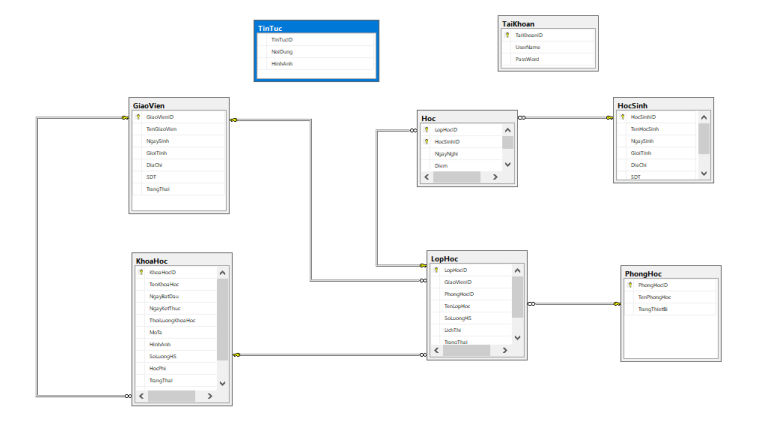 TinTuc
TinTucID
NoiDung
HinhAnh
TaiKhoan
TaiKhoanID
UserName
PassWord
GiaoVien
GiaoVienID
TenGiaoVien
NgaySinh
GioiTinh
DiaChi
SDT
TrangThai
Hoc
LopHocID
HocSinhID
NgayNghi
Diem
HocSinh
HocSinhID
TenHocSinh
NgaySinh
GioiTinh
DiaChi
SDT
KhoaHoc
KhoaHocID
TenKhoaHoc
NgayBatDau
NgayKetThuc
ThoiLuongKhoaHoc
MoTa
HinhAnh
SoLuongHS
HocPhi
TrangThai
LopHoc
LopHocID
GiaoVienID
PhongHocID
TenLopHoc
SoLuongHS
LichThi
TrangThai
PhongHoc
PhongHocID
TenPhongHoc
TrangThietBi